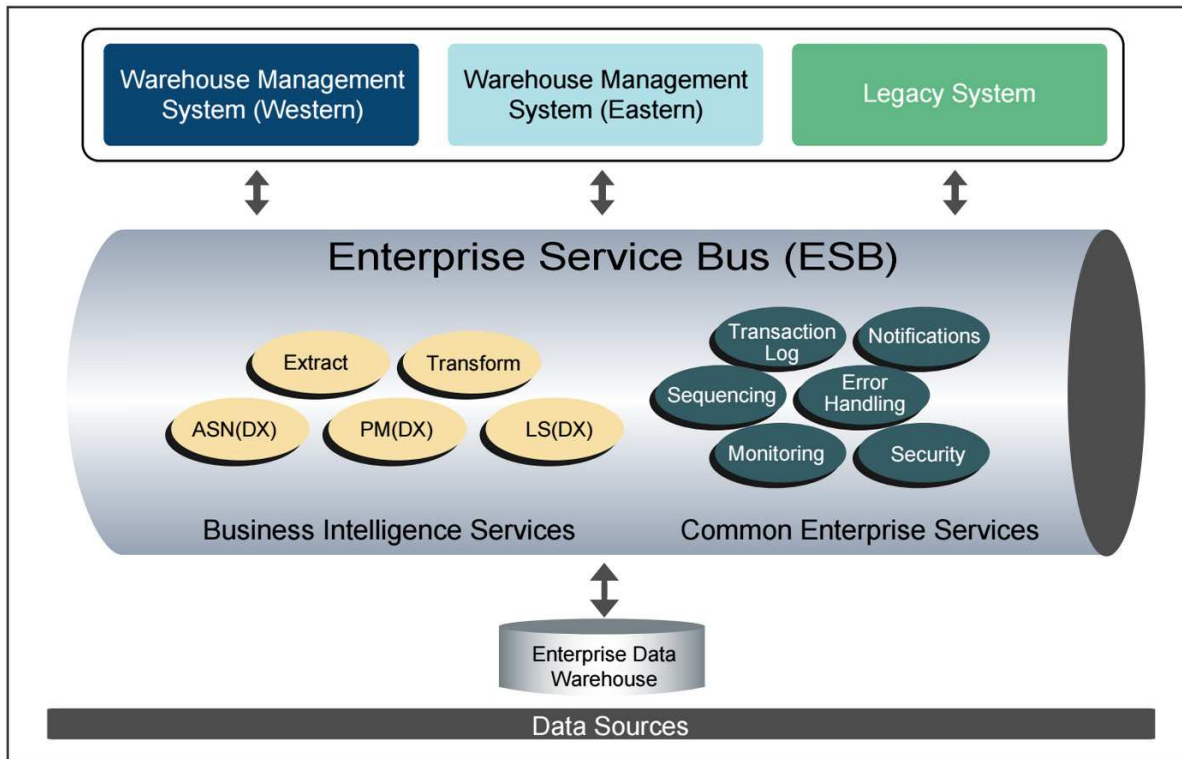 Warehouse Management
System (Western)
Warehouse Management
System (Eastern)
Legacy System
Enterprise Service Bus (ESB)
Extract
Transform
ASN(DX)
PM(DX)
LS(DX)
Business Intelligence Services
Transaction
Log
Notifications
Sequencing
Error
Handling
Monitoring
Security
Common Enterprise Services
Enterprise Data
Warehouse
Data Sources